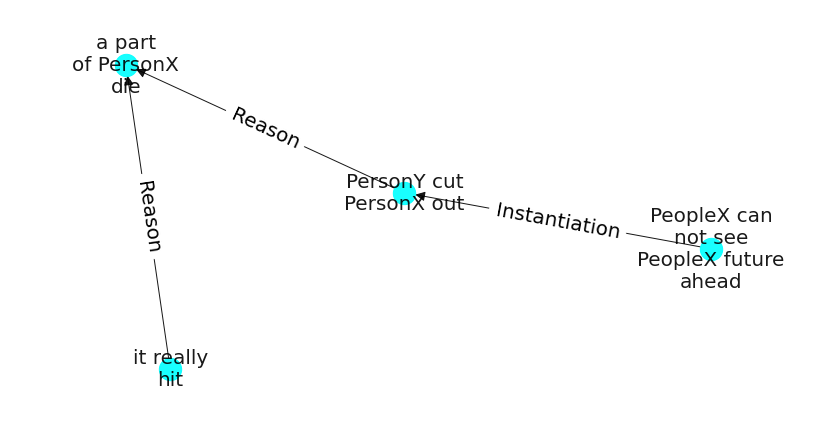 a part
of PersonX
die
Reason
PersonY cut
PersonX out
Instantiation
PeopleX can
not see
PeopleX future
ahead
Reason
it really
hit